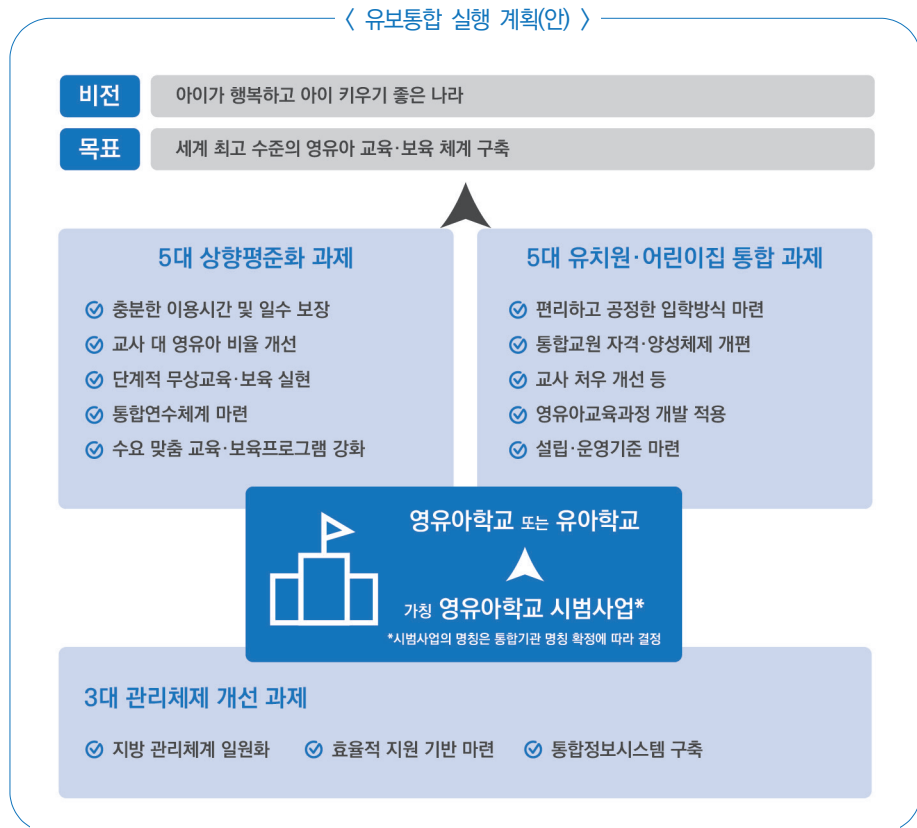 〈 유보통합 실행 계획(안) 〉
비전
아이가 행복하고 아이 키우기 좋은 나라
목표
세계 최고 수준의 영유아 교육·보육 체계 구축
5대 상향평준화 과제
충분한 이용시간 및 일수 보장
교사 대 영유아 비율 개선
단계적 무상교육·보육 실현
통합연수체계 마련
수요 맞춤 교육·보육프로그램 강화
5대 유치원·어린이집 통합 과제
편리하고 공정한 입학방식 마련
통합교원 자격·양성체제 개편
교사 처우 개선 등
영유아교육과정 개발 적용
설립·운영기준 마련
영유아학교 또는 유아학교
가칭 영유아학교 시범사업*
*시범사업의 명칭은 통합기관 명칭 확정에 따라 결정
3대 관리체제 개선 과제
지방 관리체계 일원화
효율적 지원 기반 마련
통합정보시스템 구축